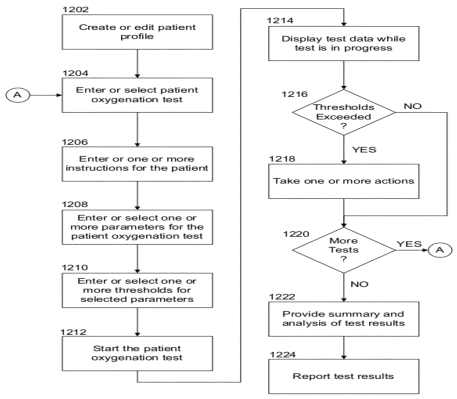 1202
Create or edit patient
profile
1204
A
Enter or select patient
oxygenation test
1206
Enter or one or more
instructions for the patient
1208
Enter or select one or
more parameters for the
patient oxygenation test
1210
Enter or select one or
more thresholds for
selected parameters
1212
Start the patient
oxygenation test
1214
Display test data while
test is in progress
1216
Thresholds
Exceeded
?
NO
YES
1218
Take one or more actions
1220
More
Tests
?
YES
A
NO
1222
Provide summary and
analysis of test results
1224
Report test results